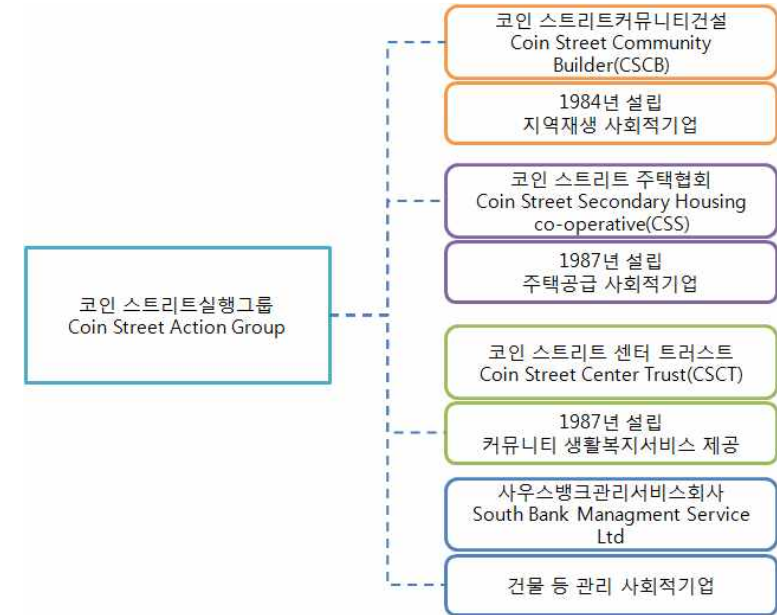 코인 스트리트커뮤니티건설
Coin Street Community
Builder(CSCB)
1984년 설립
지역재생 사회적기업
코인 스트리트 주택협회
Coin Street Secondary Housing
co-operative(CSS)
1987년 설립
주택공급 사회적기업
코인 스트리트실행그룹
Coin Street Action Group
코인 스트리트 센터 트러스트
Coin Street Center Trust(CSCT)
1987년 설립
커뮤니티 생활복지서비스 제공
사우스뱅크관리서비스회사
South Bank Managment Service
Ltd
건물 등 관리 사회적기업